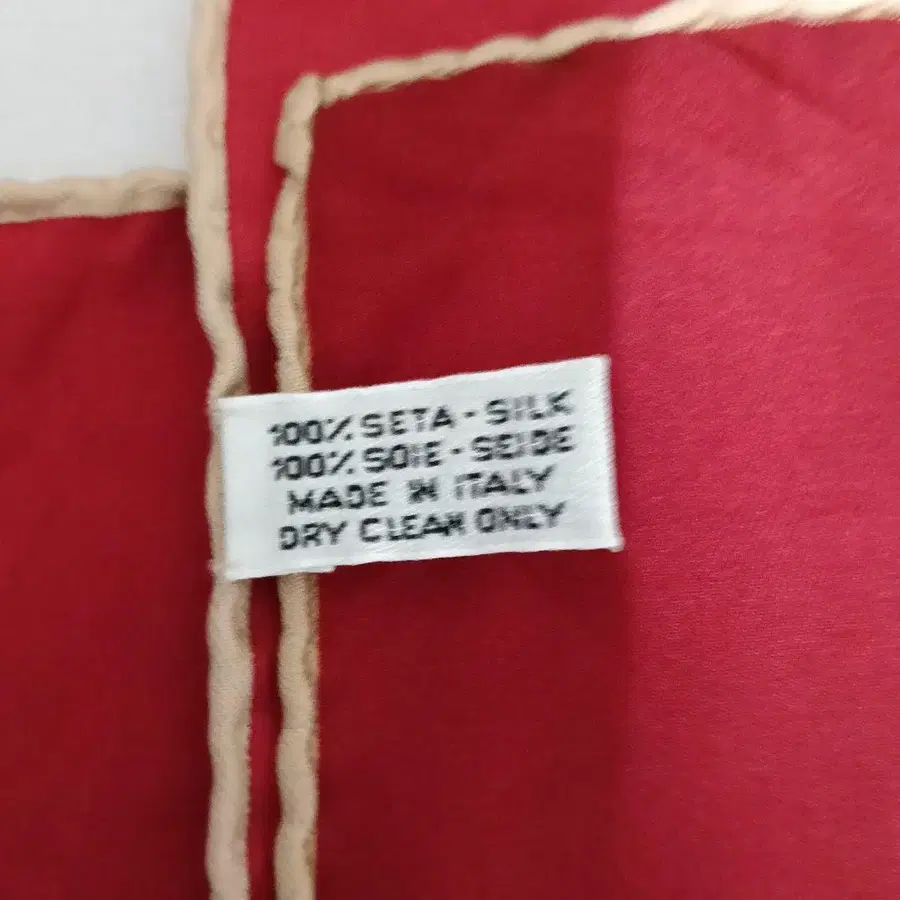 100% SETA - SILK
100% SOIE - SEIDE
MADE IN ITALY
DRY CLEAN ONLY